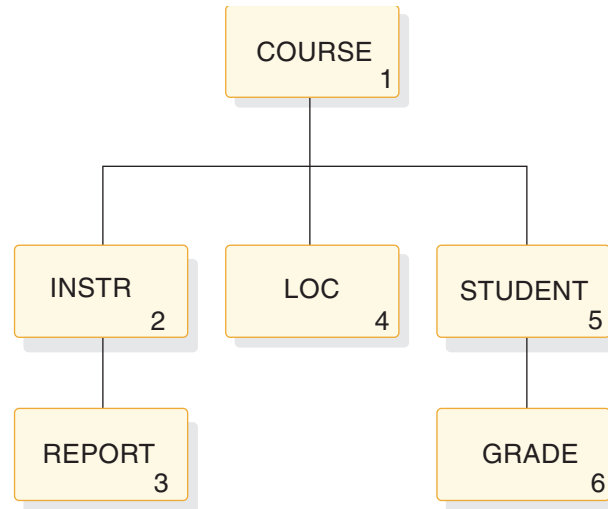 COURSE
1
INSTR
2
LOC
4
STUDENT
5
REPORT
3
GRADE
6